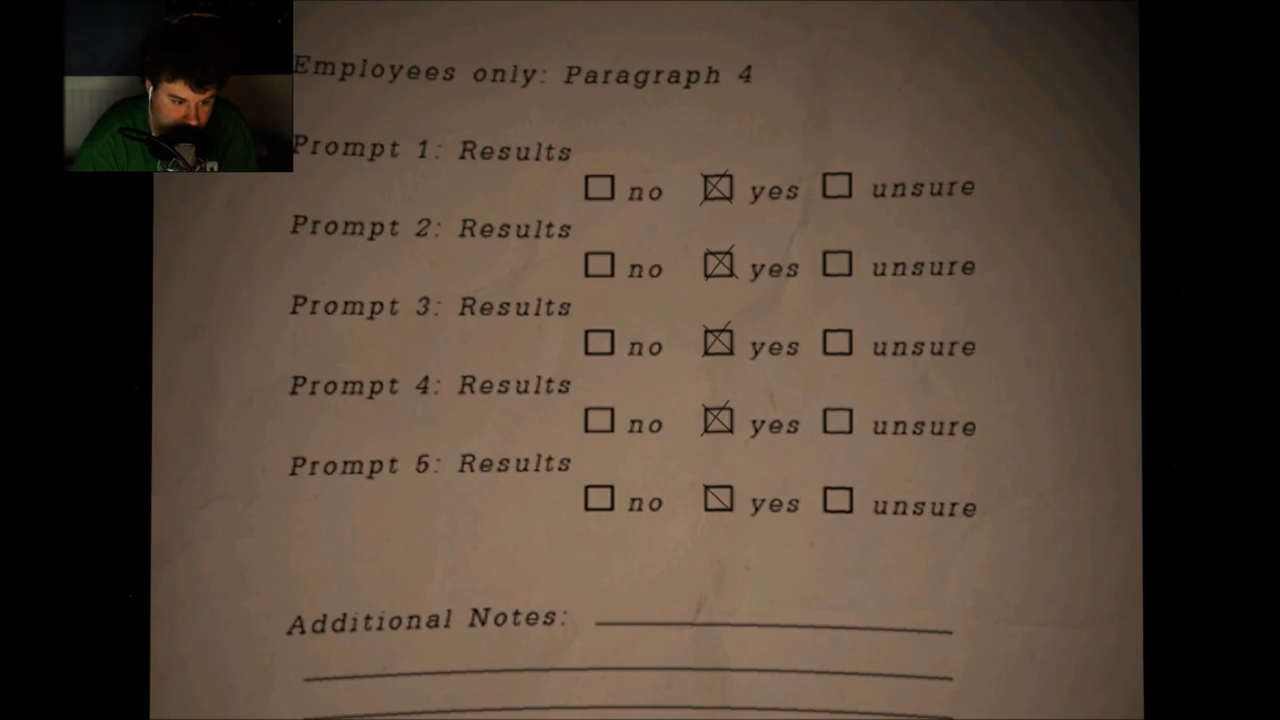 Employees only: Paragraph 4
Prompt 1: Results
no yes unsure
Prompt 2: Results
no yes unsure
Prompt 3: Results
no yes unsure
Prompt 4: Results
no yes unsure
Prompt 5: Results
no yes unsure
Additional Notes: